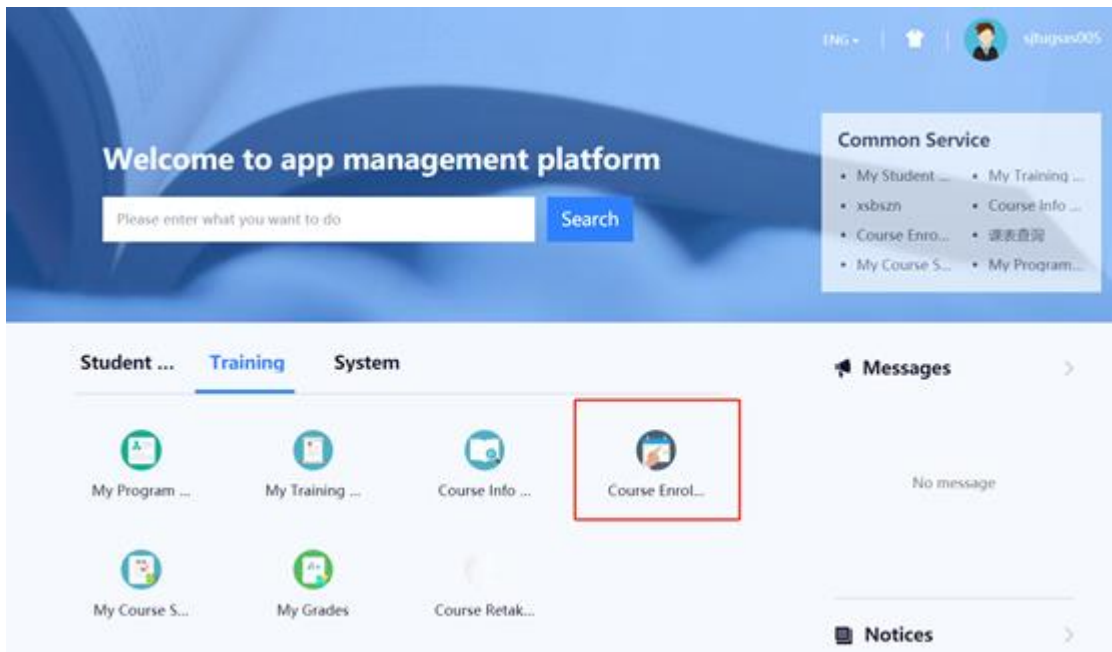 ENG
sjtugsas005
Welcome to app management platform
Please enter what you want to do
Search
Common Service
• My Student ... • My Training ...
• xsbszn • Course Info ...
• Course Enro... • 课表查询
• My Course S... • My Program...
Student ... Training System
My Program ... My Training ... Course Info ... Course Enrol...
My Course S... My Grades Course Retak...
Messages
No message
Notices